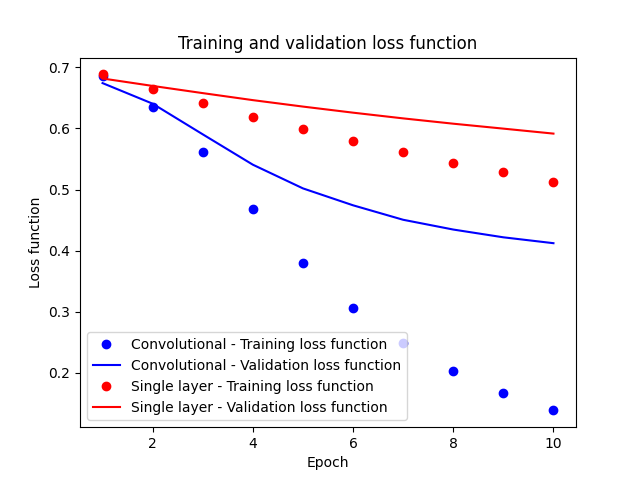 Training and validation loss function
0.7
0.6
0.5
0.4
0.3
0.2
Loss function
Convolutional - Training loss function
Convolutional - Validation loss function
Single layer - Training loss function
Single layer - Validation loss function
2
4
6
8
10
Epoch